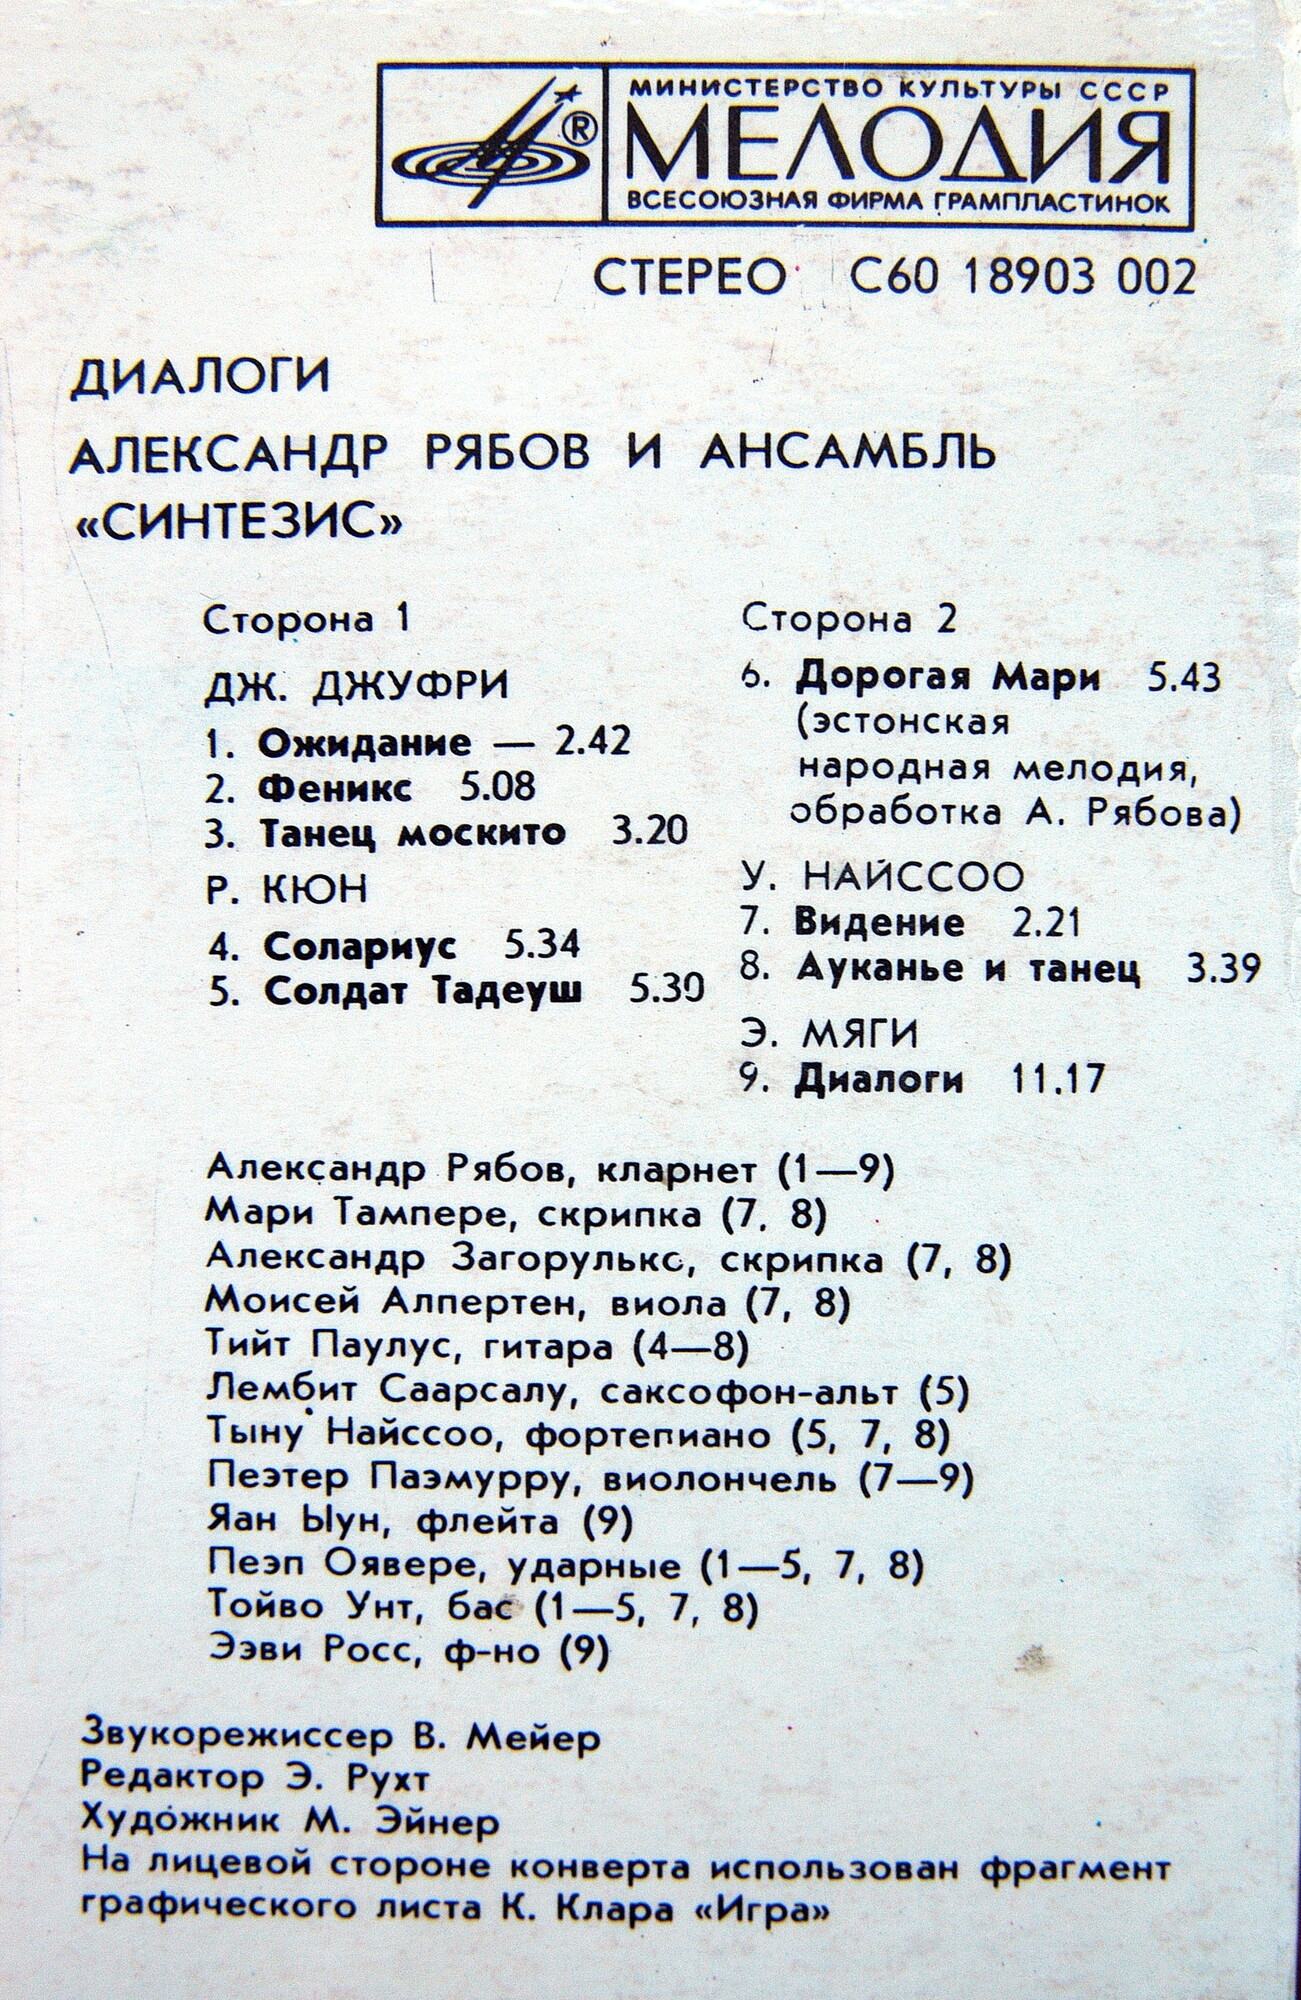 МИНИСТЕРСТВО КУЛЬТУРЫ СССР
МЕЛОДИЯ
®
ВСЕСОЮЗНАЯ ФИРМА ГРАМПЛАСТИНОК
СТЕРЕО С60 18903 002
ДИАЛОГИ
АЛЕКСАНДР РЯБОВ И АНСАМБЛЬ
«СИНТЕЗИС»
Сторона 1
ДЖ. ДЖУФРИ
1. Ожидание — 2.42
2. Феникс 5.08
3. Танец москито 3.20
Р. КЮН
4. Солариус 5.34
5. Солдат Тадеуш 5.30
Сторона 2
6. Дорогая Мари 5.43
(эстонская
народная мелодия,
обработка А. Рябова)
У. НАЙССОО
7. Видение 2.21
8. Ауканье и танец 3.39
Э. МЯГИ
9. Диалоги 11.17
Александр Рябов, кларнет (1—9)
Мари Тампере, скрипка (7, 8)
Александр Загорулько, скрипка (7, 8)
Моисей Алпертен, виола (7, 8)
Тийт Паулус, гитара (4—8)
Лембит Саарсалу, саксофон-альт (5)
Тыну Найссоо, фортепиано (5, 7, 8)
Пеэтер Паэмурру, виолончель (7—9)
Яан Ыун, флейта (9)
Пеэп Оявере, ударные (1—5, 7, 8)
Тойво Унт, бас (1—5, 7, 8)
Ээви Росс, ф-но (9)
Звукорежиссер В. Мейер
Редактор Э. Рухт
Художник М. Эйнер
На лицевой стороне конверта использован фрагмент
графического листа К. Клара «Игра»